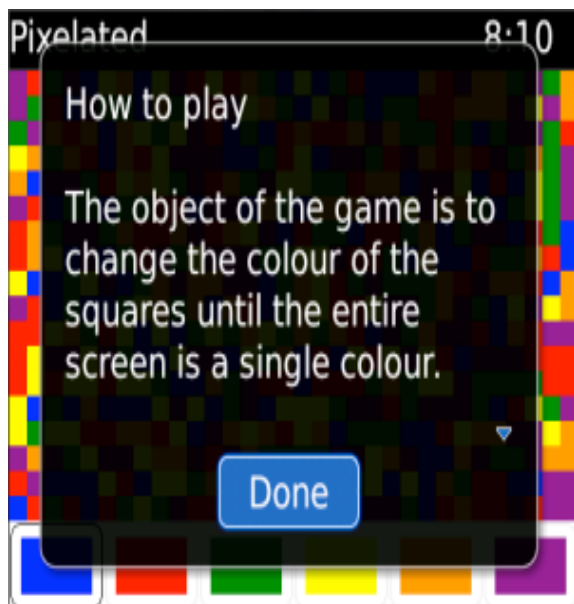 Pixelated 8:10
How to play
The object of the game is to
change the colour of the
squares until the entire
screen is a single colour.
Done